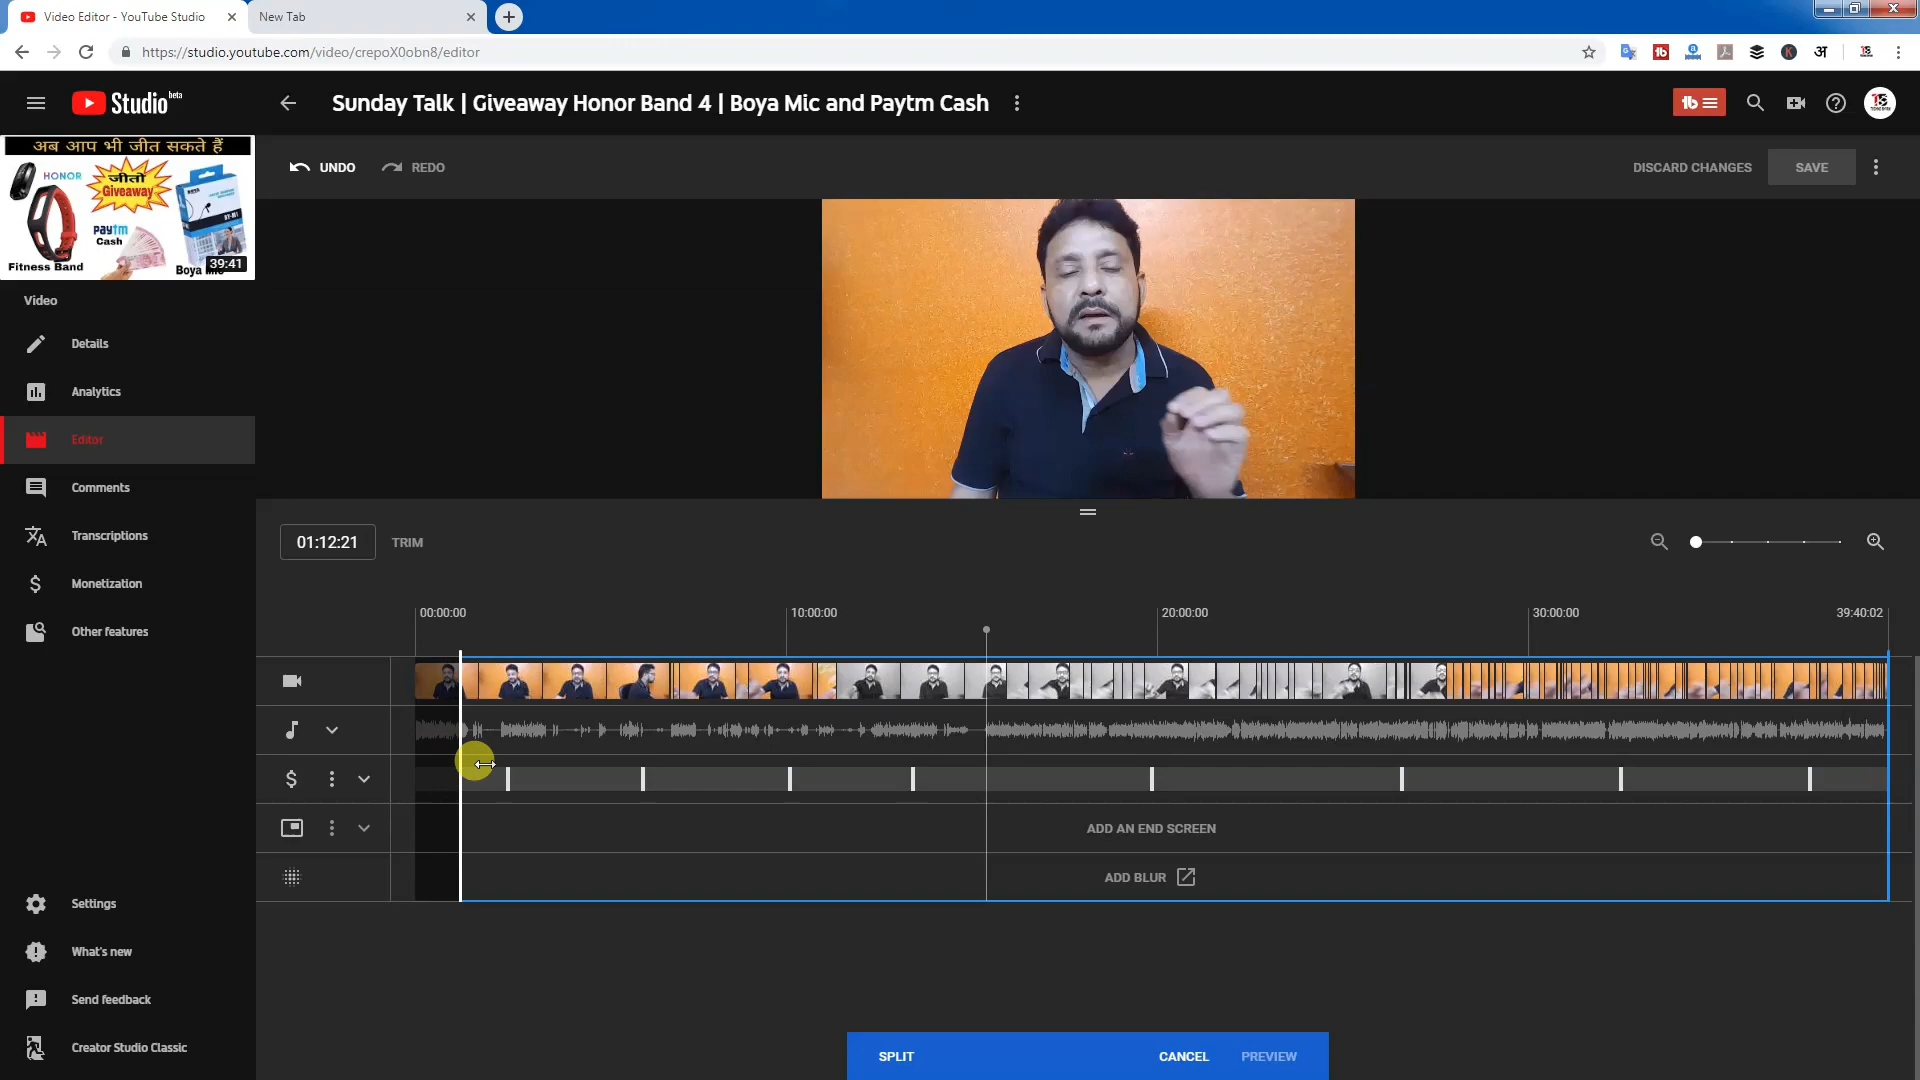 Video Editor - YouTube Studio
New Tab
https://studio.youtube.com/video/crepoX0obn8/editor
Studio beta
Sunday Talk | Giveaway Honor Band 4 | Boya Mic and Paytm Cash
UNDO
REDO
DISCARD CHANGES
SAVE
अब आप भी जीत सकते हैं
HONOR
जीतो
Giveaway
paytm
Cash
Fitness Band
Boya
39:41
Video
Details
Analytics
Editor
Comments
Transcriptions
Monetization
Other features
Settings
What's new
Send feedback
Creator Studio Classic
01:12:21
TRIM
00:00:00
10:00:00
20:00:00
30:00:00
39:40:02
ADD AN END SCREEN
ADD BLUR
SPLIT
CANCEL
PREVIEW